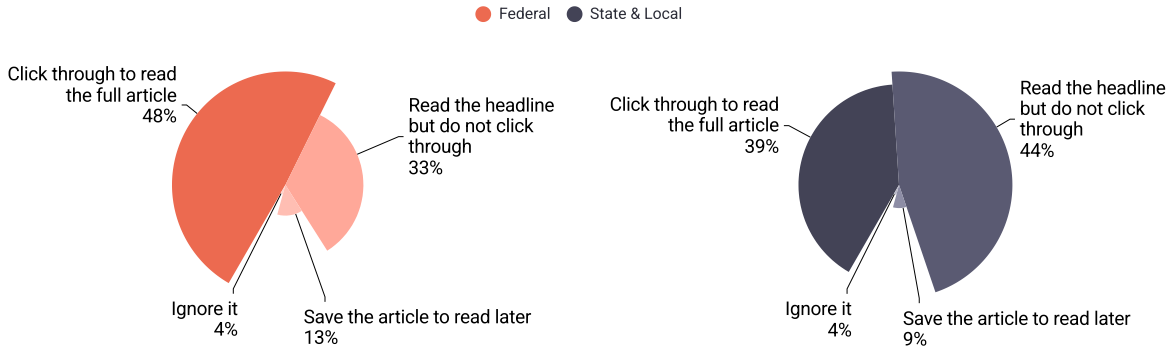 Federal State & Local
Click through to read
the full article
48%
Read the headline
but do not click
through
33%
Ignore it
4%
Save the article to read later
13%
Click through to read
the full article
39%
Read the headline
but do not click
through
44%
Ignore it
4%
Save the article to read later
9%